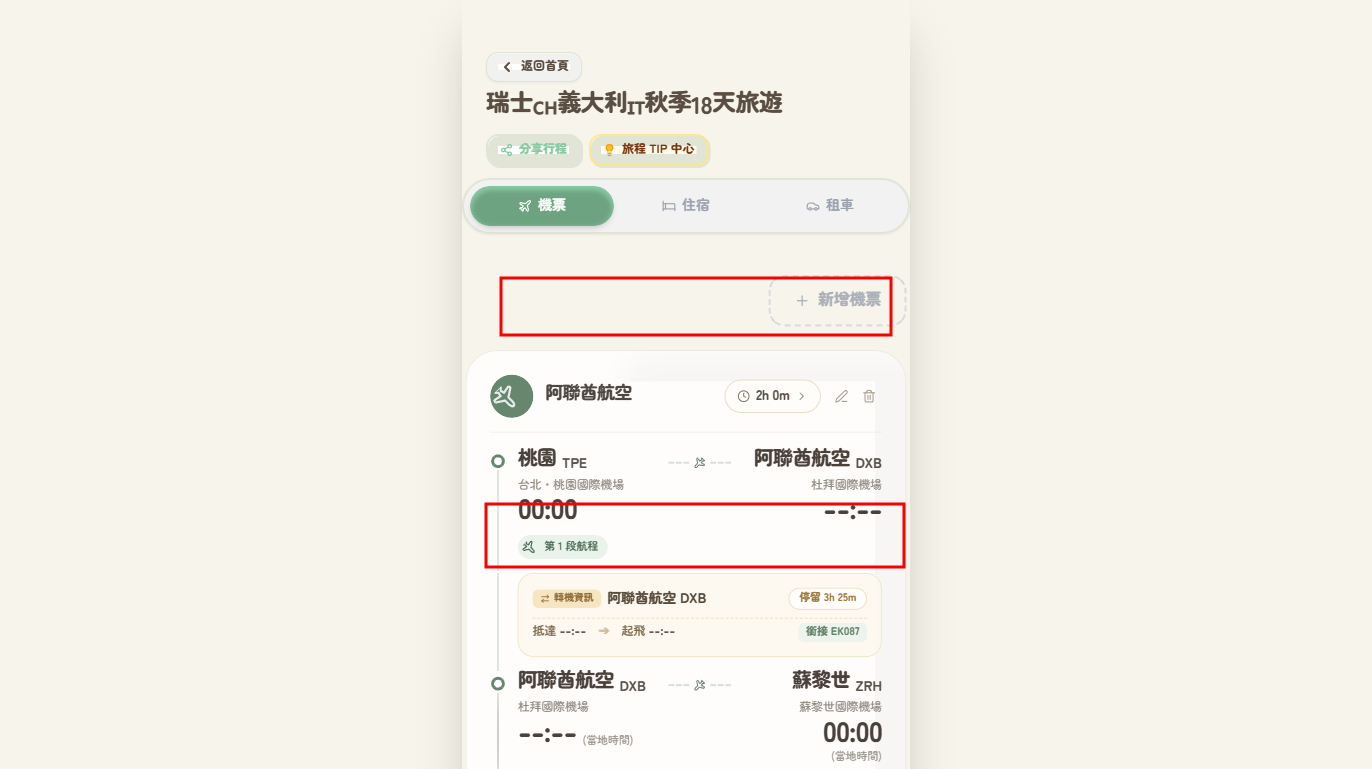 返回首頁
瑞士CH義大利IT秋季18天旅遊
分享行程 旅程 TIP 中心
機票 住宿 租車
+ 新增機票
阿聯酋航空 2h 0m
桃園 TPE 阿聯酋航空 DXB
台北・桃園國際機場 杜拜國際機場
00:00 --:--
第 1 段航程
轉機資訊 阿聯酋航空 DXB 停留 3h 25m
抵達 --:-- → 起飛 --:-- 銜接 EK087
阿聯酋航空 DXB 蘇黎世 ZRH
杜拜國際機場 蘇黎世國際機場
--:-- (當地時間) 00:00
(當地時間)